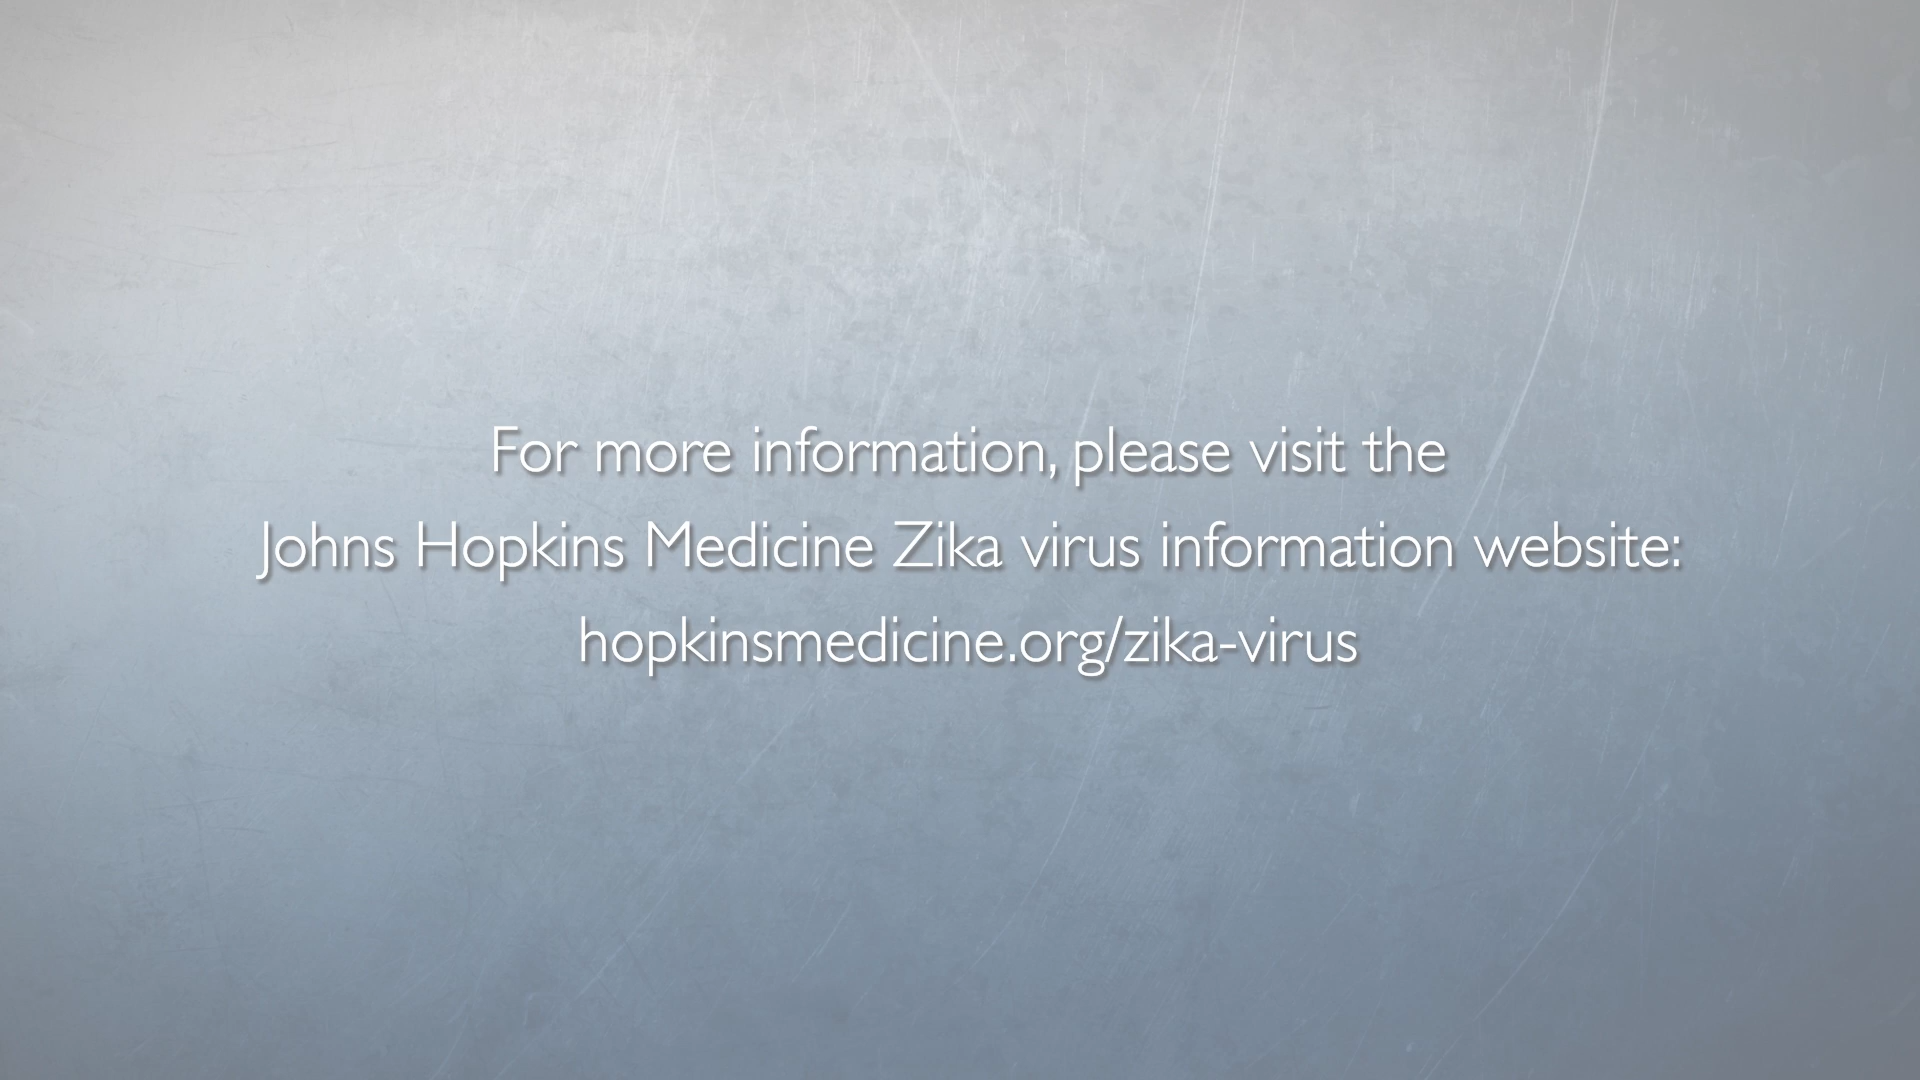 For more information, please visit the
Johns Hopkins Medicine Zika virus information website:
hopkinsmedicine.org/zika-virus